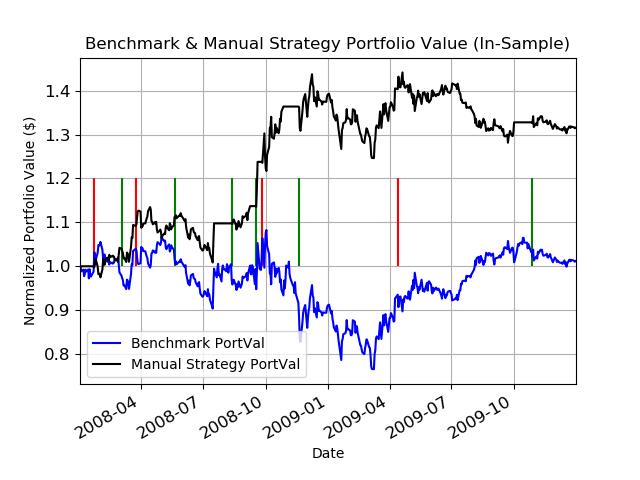 Benchmark & Manual Strategy Portfolio Value (In-Sample)
Normalized Portfolio Value ($)
1.4
1.3
1.2
1.1
1.0
0.9
0.8
Benchmark PortVal
Manual Strategy PortVal
2008-04
2008-07
2008-10
2009-01
2009-04
2009-07
2009-10
Date